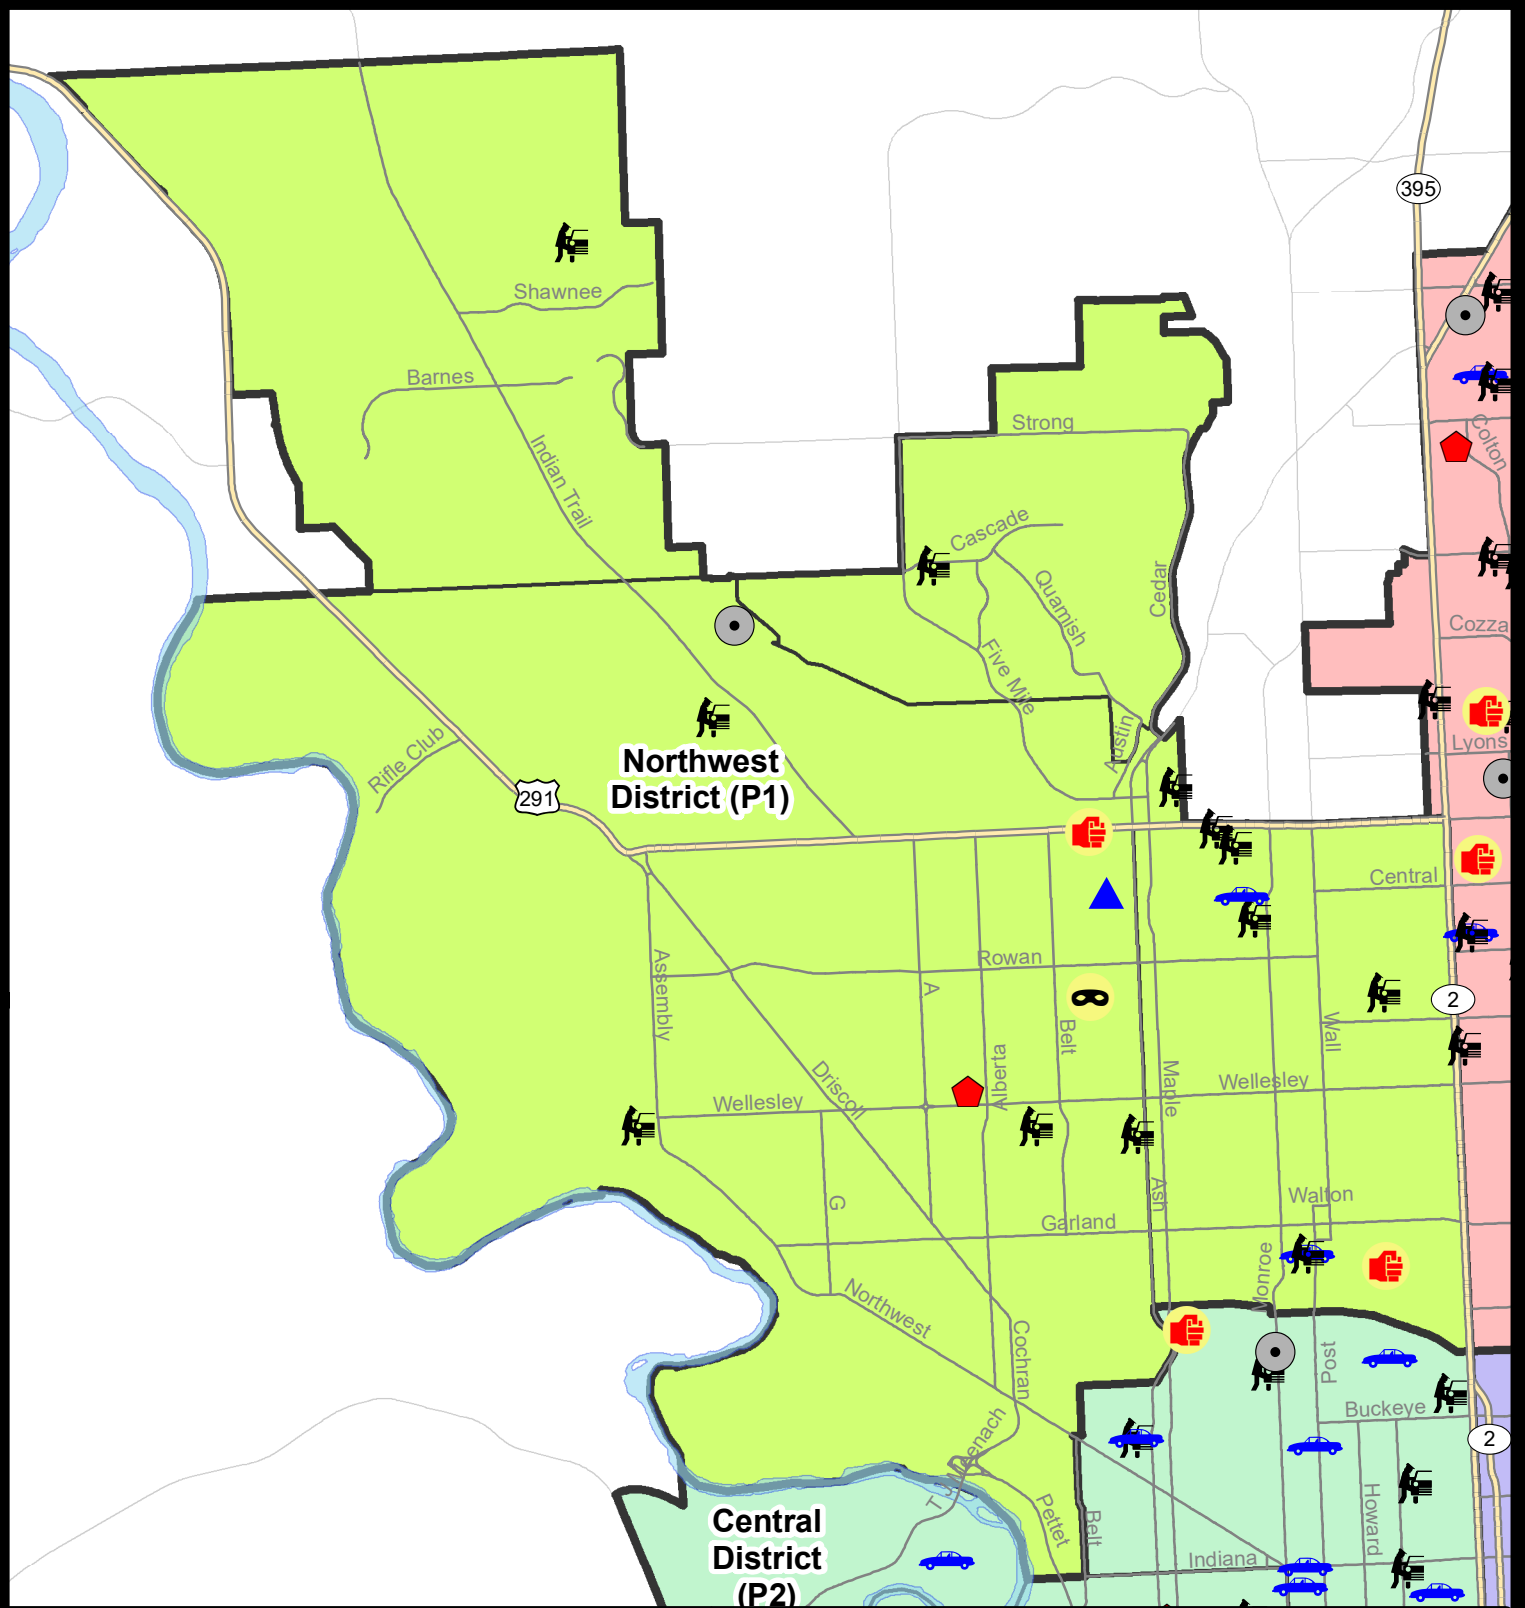 395
Shawnee
Barnes
Strong
Colton
Indian Trail
Cascade
Quamish
Cedar
Cozza
Five Mile
Austin
Lyons
Rifle Club
Northwest
District (P1)
291
Central
Rowan
Assembly
A
Belt
Wall
2
Alberta
Driscoll
Maple
Wellesley
Wellesley
G
Ash
Walton
Garland
Monroe
Northwest
Cochran
Post
Buckeye
2
T J Meenach
Pettet
Belt
Howard
Indiana
Central
District
(P2)